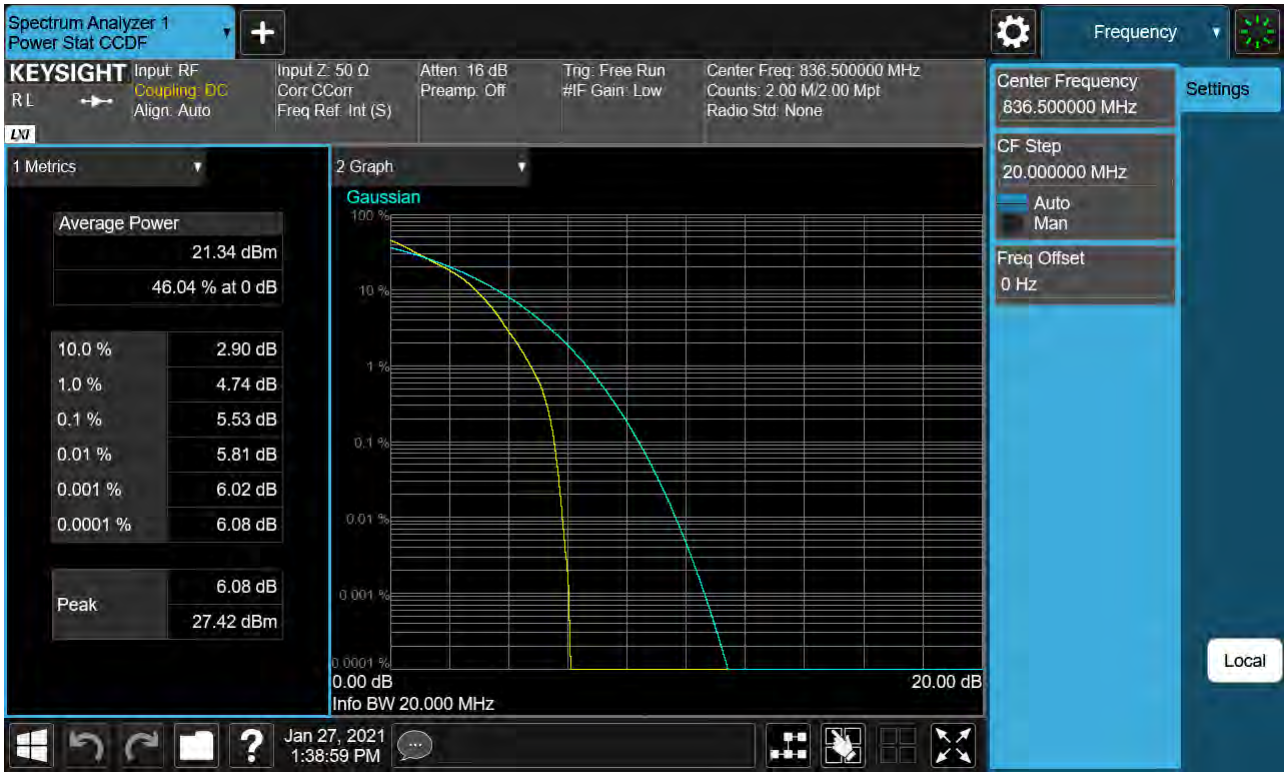 Spectrum Analyzer 1
Power Stat CCDF
+
Frequency
KEYSIGHT
R L
LXI
Input: RF
Coupling: DC
Align: Auto
Input Z: 50 Ω
Corr CCorr
Freq Ref: Int (S)
Atten: 16 dB
Preamp: Off
Trig: Free Run
#IF Gain: Low
Center Freq: 836.500000 MHz
Counts: 2.00 M/2.00 Mpt
Radio Std: None
Center Frequency
836.500000 MHz
Settings
CF Step
20.000000 MHz
Auto
Man
Freq Offset
0 Hz
1 Metrics
Average Power
21.34 dBm
46.04 % at 0 dB
10.0 % 2.90 dB
1.0 % 4.74 dB
0.1 % 5.53 dB
0.01 % 5.81 dB
0.001 % 6.02 dB
0.0001 % 6.08 dB
Peak
6.08 dB
27.42 dBm
2 Graph
Gaussian
100 %
10 %
1 %
0.1 %
0.01 %
0.001 %
0.0001 %
0.00 dB 20.00 dB
Info BW 20.000 MHz
Local
?
Jan 27, 2021
1:38:59 PM